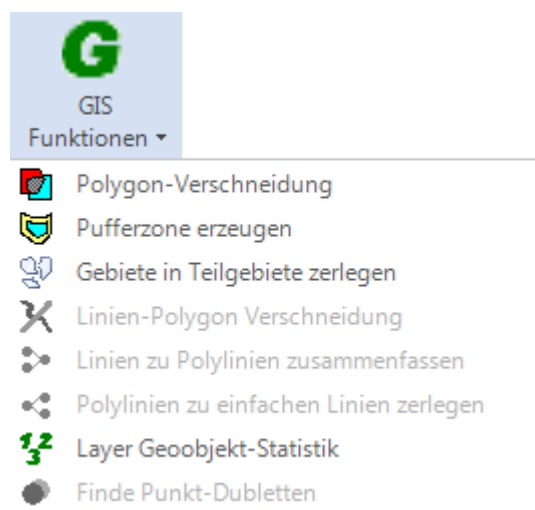 G
GIS
Funktionen
Polygon-Verschneidung
Pufferzone erzeugen
Gebiete in Teilgebiete zerlegen
Linien-Polygon Verschneidung
Linien zu Polylinien zusammenfassen
Polylinien zu einfachen Linien zerlegen
123 Layer Geoobjekt-Statistik
Finde Punkt-Dubletten